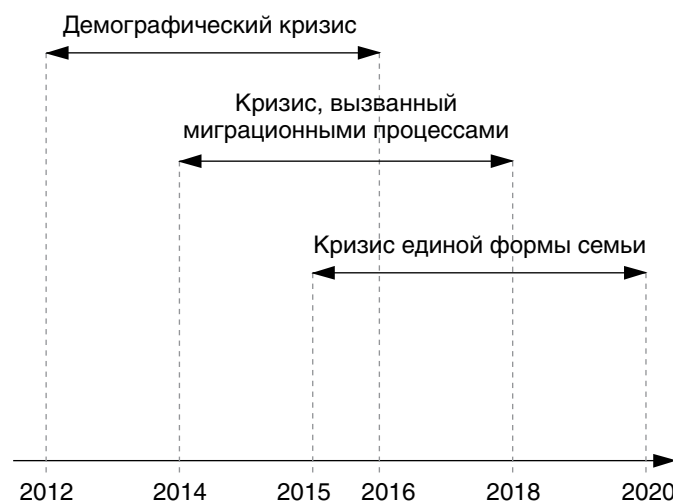 Демографический кризис
Кризис, вызванный
миграционными процессами
Кризис единой формы семьи
2012 2014 2015 2016 2018 2020